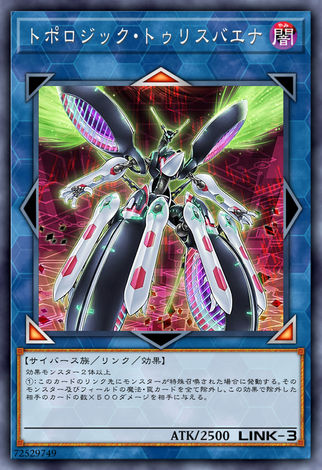 トポロジック・トゥリスバエナ
闇
やみ
【サイバース族／リンク／効果】
効果モンスター２体以上
①：このカードのリンク先にモンスターが特殊召喚された場合に発動する。その
モンスター及びフィールドの魔法・罠カードを全て除外し、この効果で除外した
相手のカードの数×５００ダメージを相手に与える。
ATK/2500 LINK-3
72529749